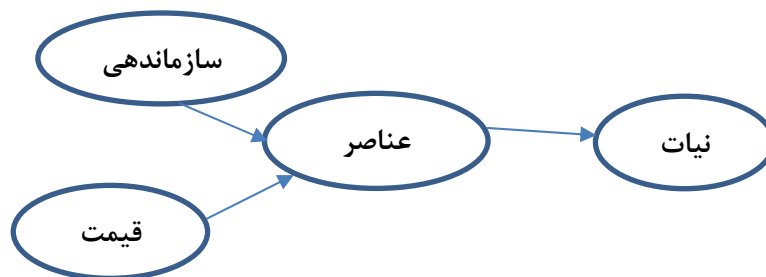 سازماندهی
عناصر
نیات
قیمت